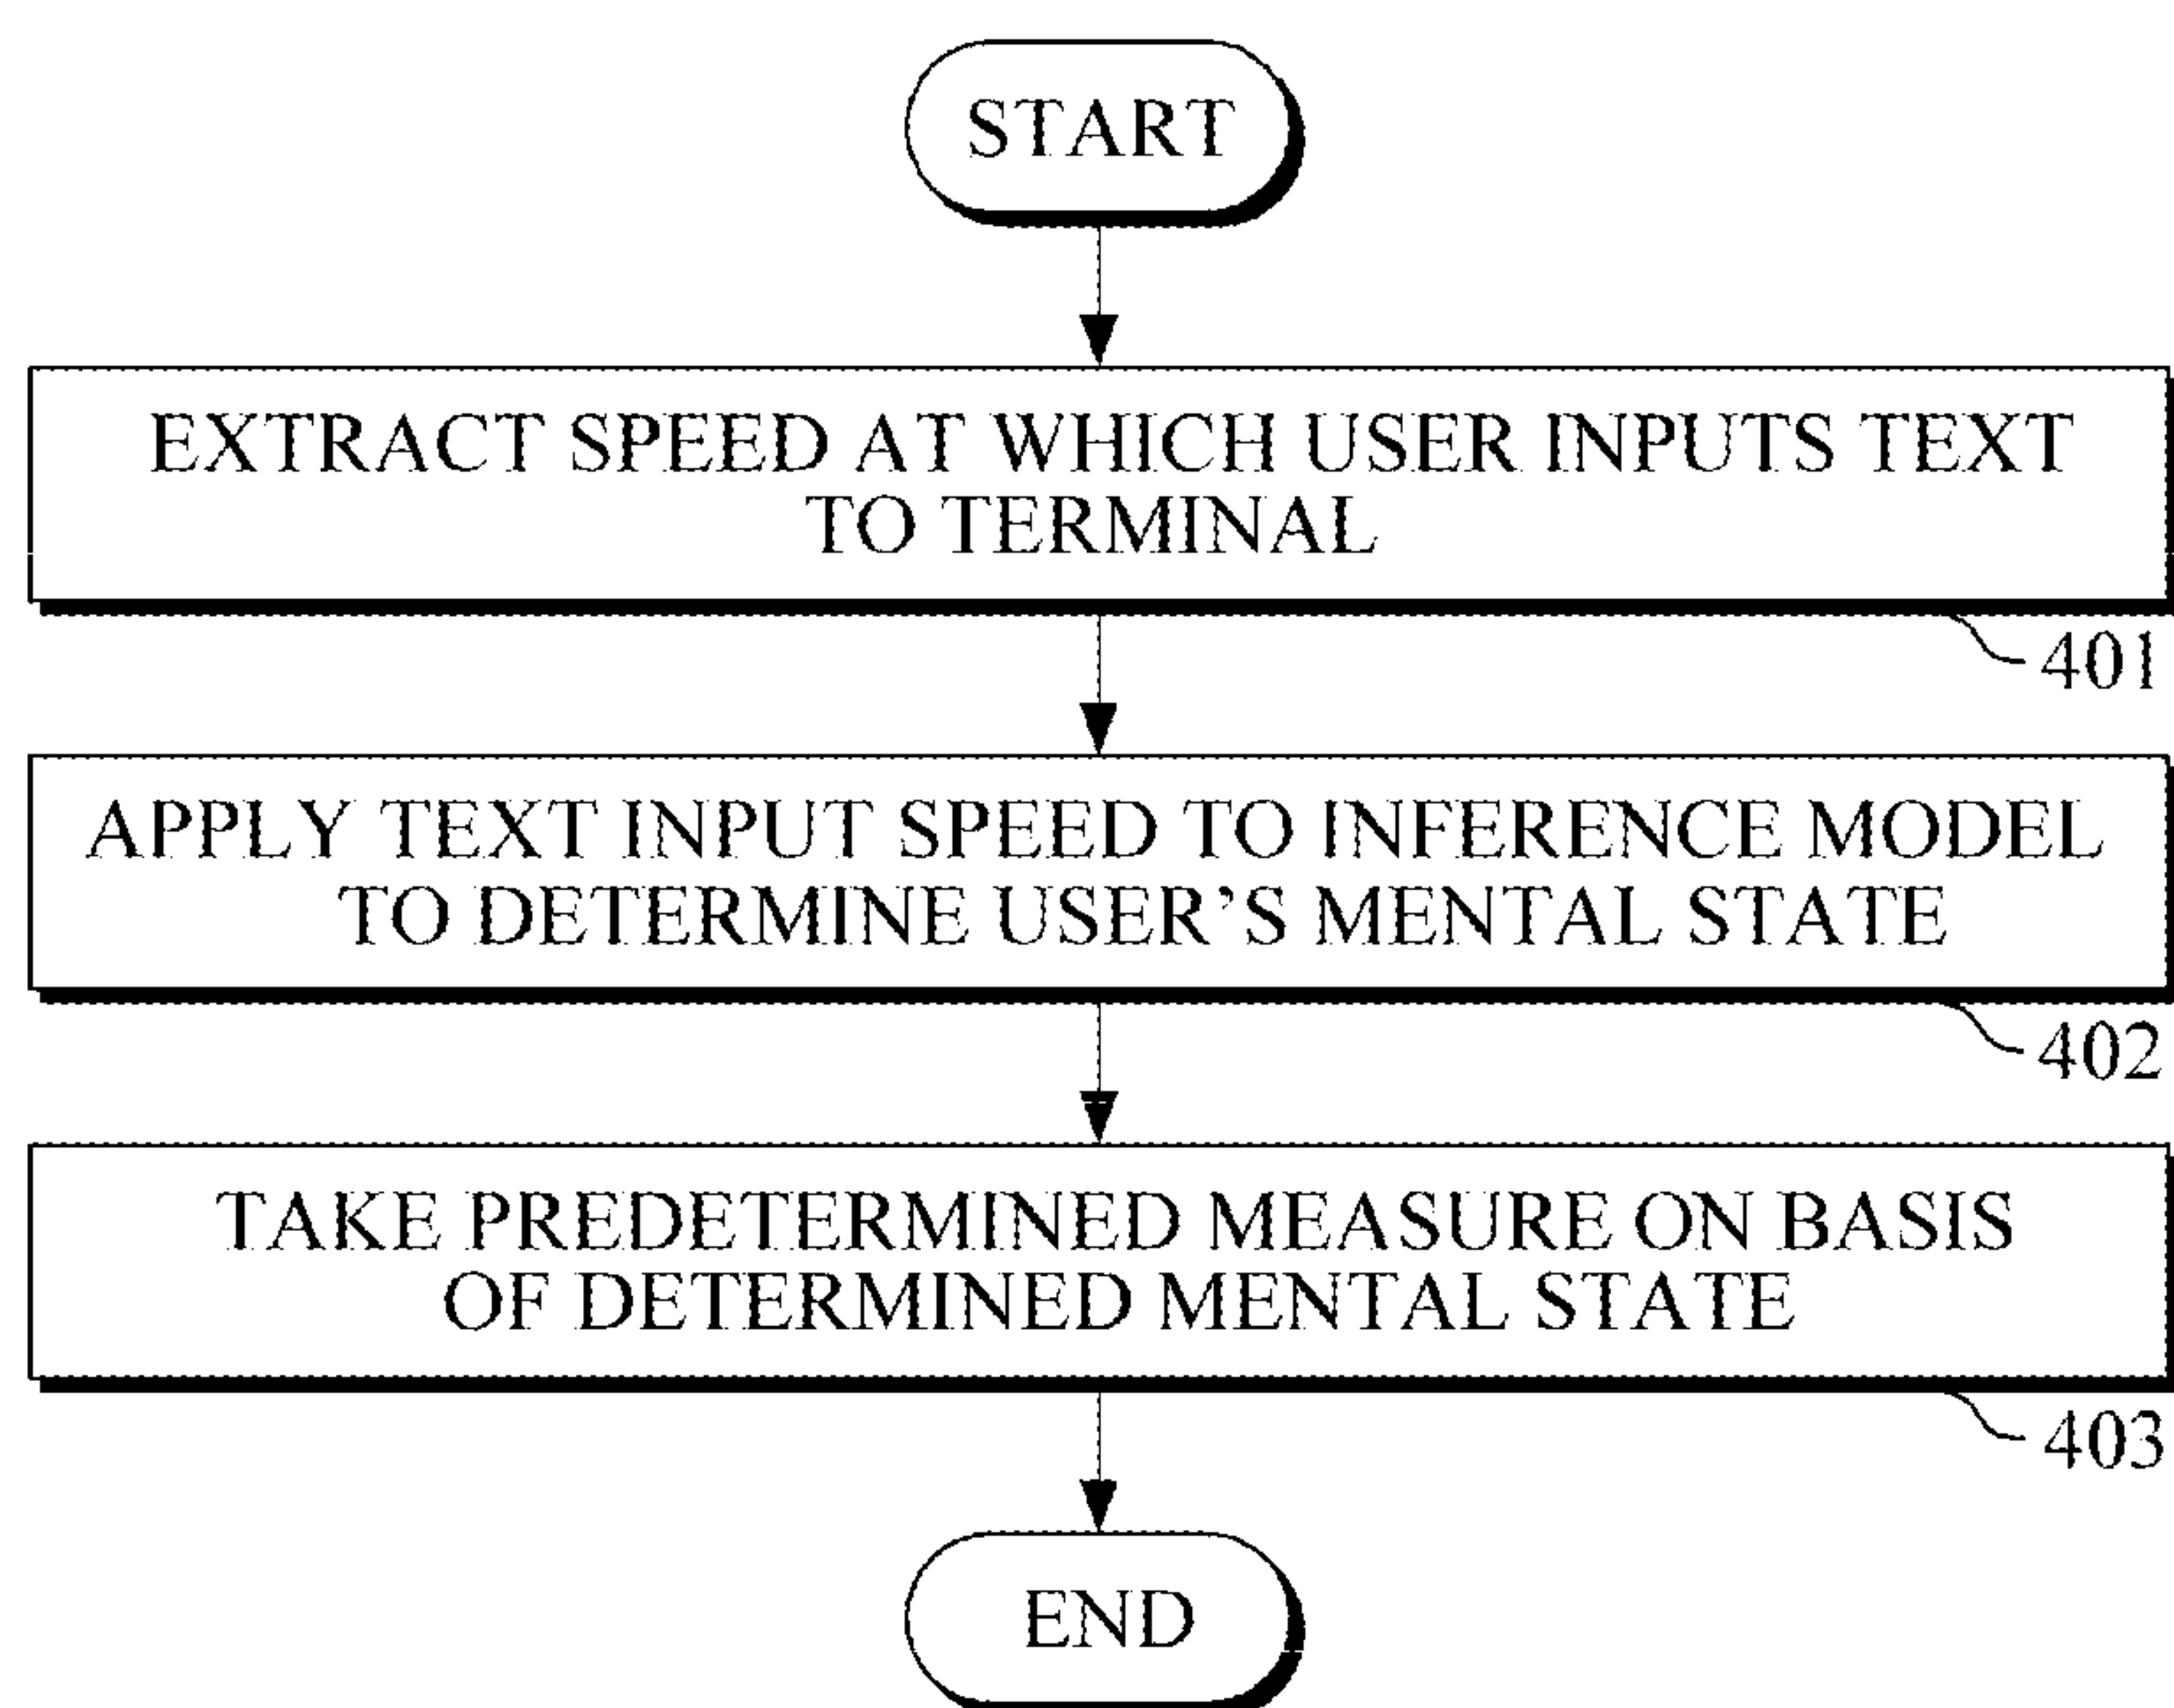 START
EXTRACT SPEED AT WHICH USER INPUTS TEXT
TO TERMINAL
401
APPLY TEXT INPUT SPEED TO INFERENCE MODEL
TO DETERMINE USER'S MENTAL STATE
402
TAKE PREDETERMINED MEASURE ON BASIS
OF DETERMINED MENTAL STATE
403
END